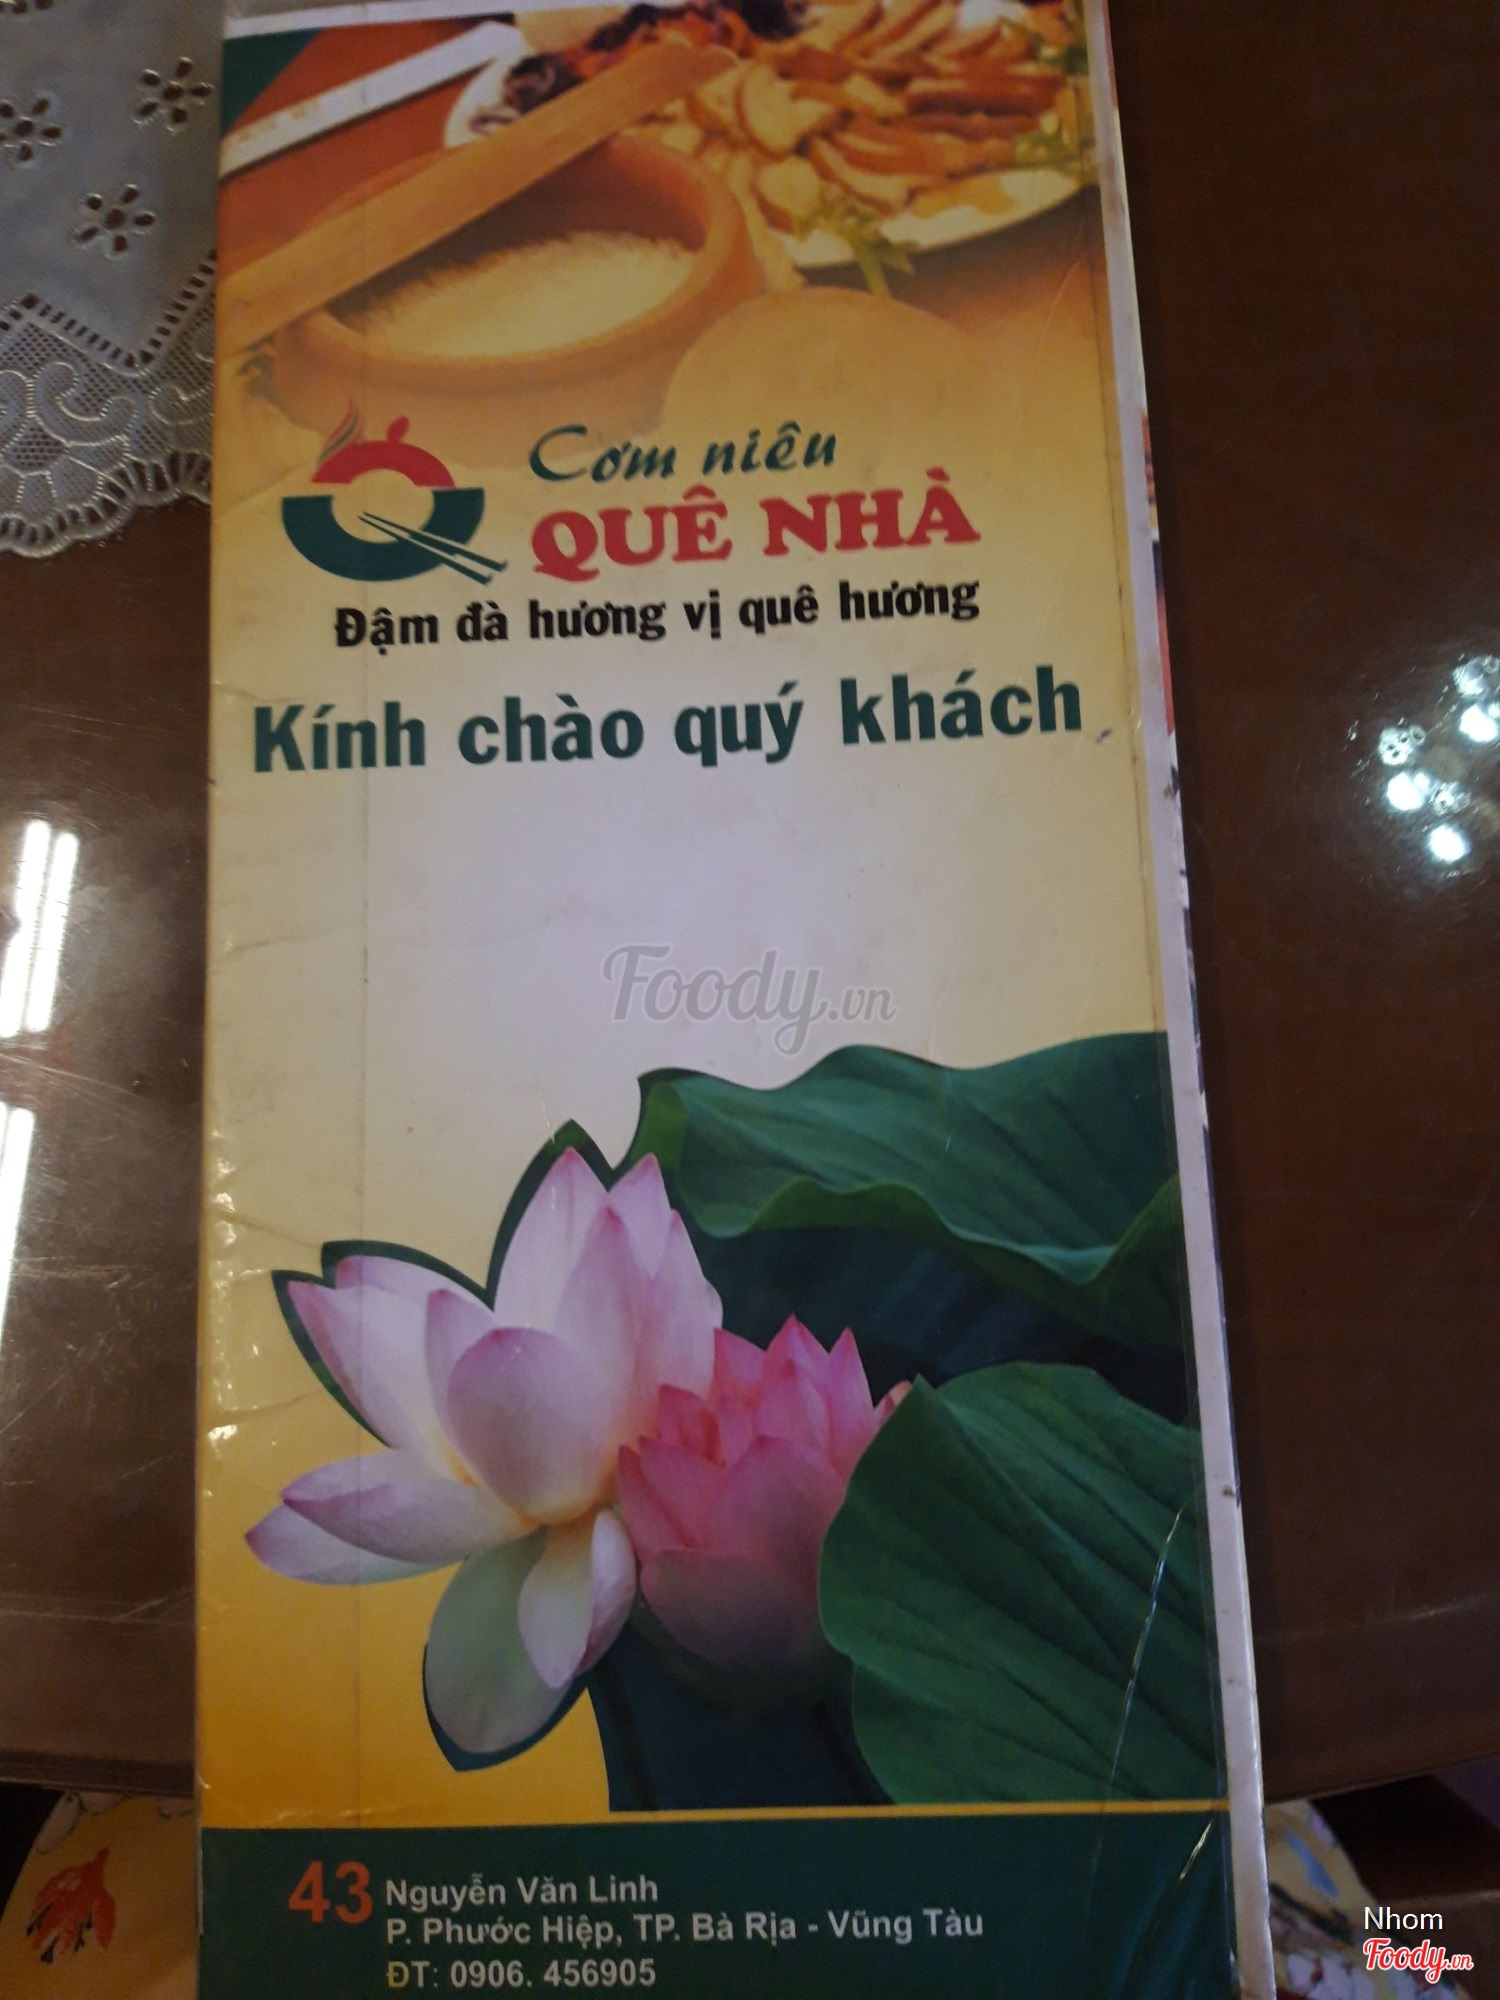 Cơm niêu
QUÊ NHÀ
Đậm đà hương vị quê hương
Kính chào quý khách
Foody.vn
43 Nguyễn Văn Linh
P. Phước Hiệp, TP. Bà Rịa - Vũng Tàu
ĐT: 0906. 456905
Nhom
Foody.vn